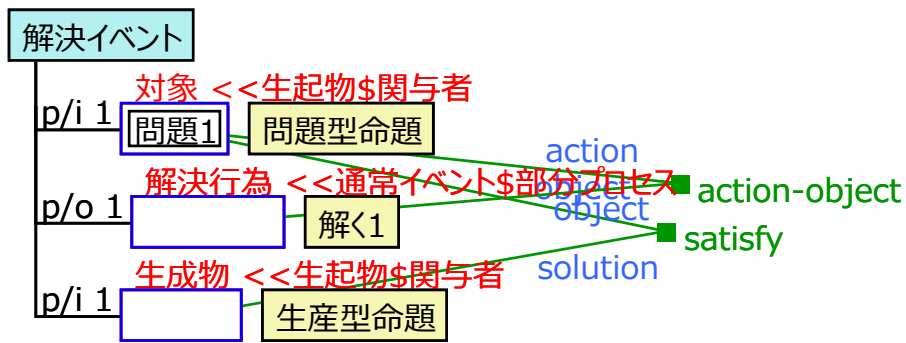 解決イベント
対象 <<生起物$関与者
p/i 1
問題1
問題型命題
action
解決行為 <<通常イベント$部分プロセス
object
action-object
p/o 1
解く1
object
satisfy
生成物 <<生起物$関与者
solution
p/i 1
生産型命題